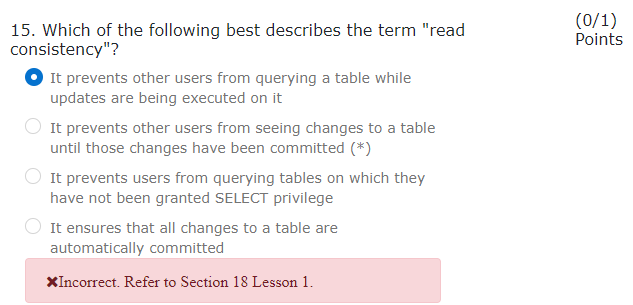 15. Which of the following best describes the term "read
consistency"?
(0/1)
Points
It prevents other users from querying a table while
updates are being executed on it
It prevents other users from seeing changes to a table
until those changes have been committed (*)
It prevents users from querying tables on which they
have not been granted SELECT privilege
It ensures that all changes to a table are
automatically committed
✖Incorrect. Refer to Section 18 Lesson 1.